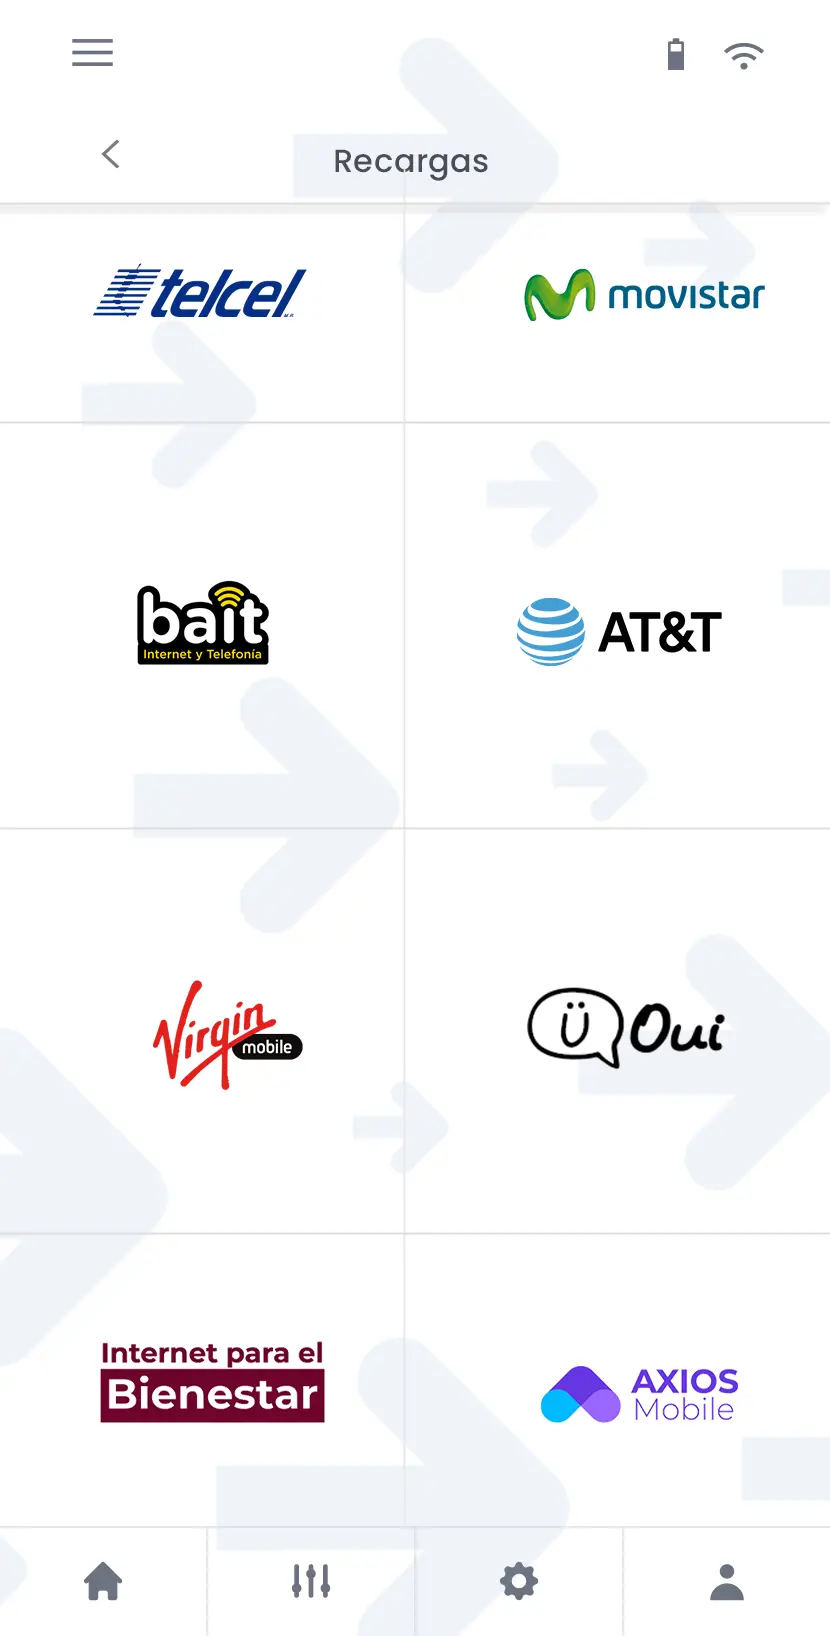 Recargas
telcel
movistar
bait
Internet y Telefonía
AT&T
Virgin
mobile
Ü Oui
Internet para el
Bienestar
AXIOS
Mobile